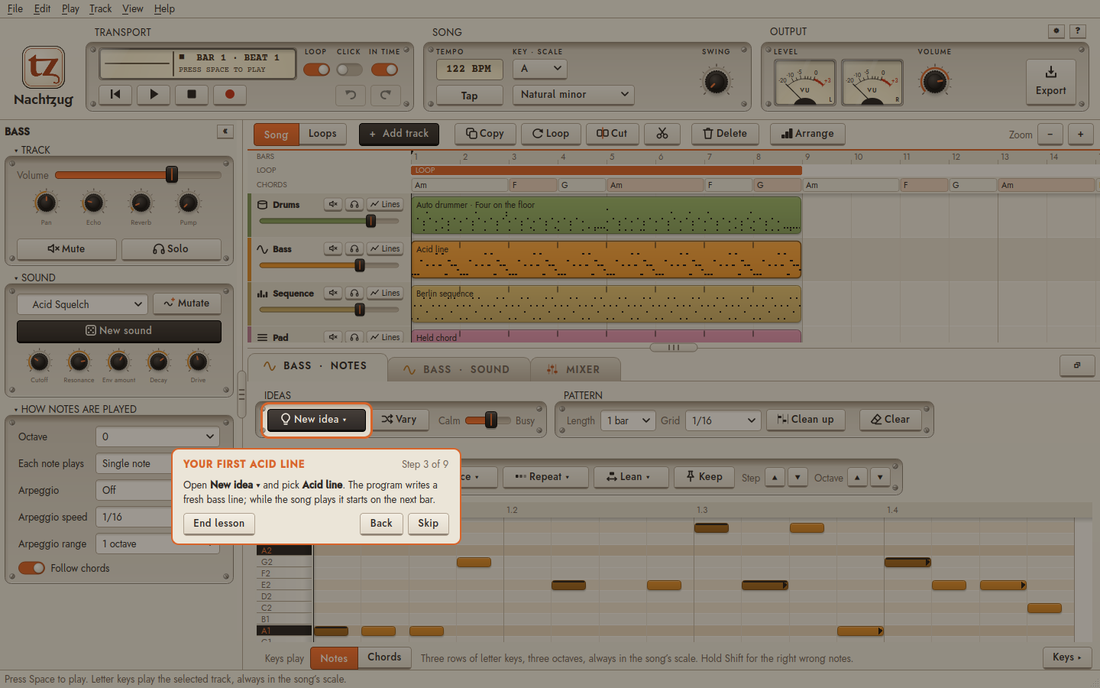 File Edit Play Track View Help
tz
Nachtzug
TRANSPORT
BAR 1 · BEAT 1
PRESS SPACE TO PLAY
LOOP CLICK IN TIME
SONG
TEMPO
122 BPM
Tap
KEY · SCALE
A
Natural minor
SWING
OUTPUT
LEVEL
VU L
VU R
VOLUME
Export
?
BASS
TRACK
Volume
Pan Echo Reverb Pump
Mute Solo
SOUND
Acid Squelch Mutate
New sound
Cutoff Resonance Env amount Decay Drive
HOW NOTES ARE PLAYED
Octave 0
Each note plays Single note
Arpeggio Off
Arpeggio speed 1/16
Arpeggio range 1 octave
Follow chords
Song Loops + Add track Copy Loop Cut Delete Arrange Zoom − +
BARS 1 2 3 4 5 6 7 8 9 10 11 12 13 14
LOOP LOOP
CHORDS Am F G Am F G Am F G Am
Drums Lines Auto drummer · Four on the floor
Bass Lines Acid line
Sequence Lines Berlin sequence
Pad Lines Held chord
BASS · NOTES BASS · SOUND MIXER
IDEAS
New idea Vary Calm Busy
PATTERN
Length 1 bar Grid 1/16 Clean up Clear
YOUR FIRST ACID LINE Step 3 of 9
Open New idea ▾ and pick Acid line. The program writes a
fresh bass line; while the song plays it starts on the next bar.
End lesson Back Skip
Repeat Lean Keep Step Octave
1.2 1.3 1.4
A2
G2
F2
E2
D2
C2
B1
A1
G1
Keys play Notes Chords Three rows of letter keys, three octaves, always in the song's scale. Hold Shift for the right wrong notes. Keys
Press Space to play. Letter keys play the selected track, always in the song's scale.